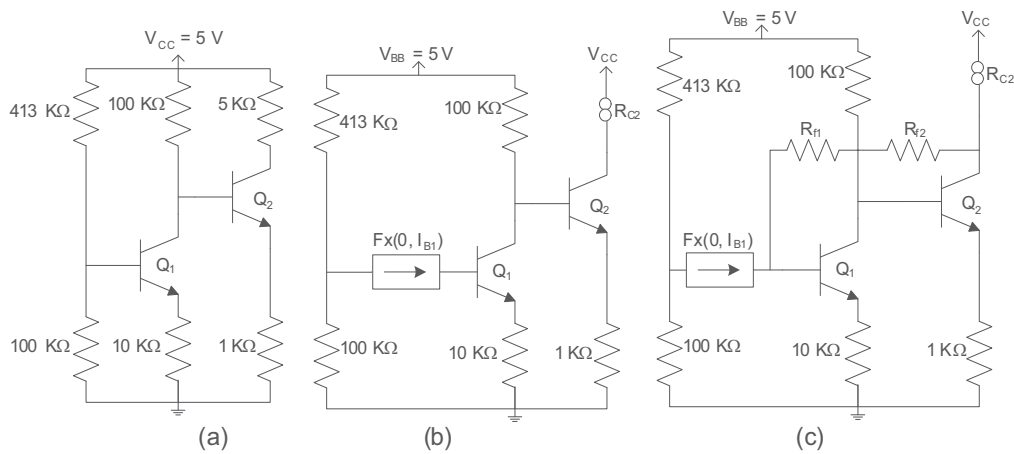 V_CC = 5 V
413 KΩ
100 KΩ
5 KΩ
Q_2
Q_1
100 KΩ
10 KΩ
1 KΩ
(a)
V_BB = 5 V
V_CC
413 KΩ
100 KΩ
R_C2
Q_2
Fx(0, I_B1)
Q_1
100 KΩ
10 KΩ
1 KΩ
(b)
V_BB = 5 V
V_CC
413 KΩ
100 KΩ
R_C2
R_f1
R_f2
Q_2
Fx(0, I_B1)
Q_1
100 KΩ
10 KΩ
1 KΩ
(c)